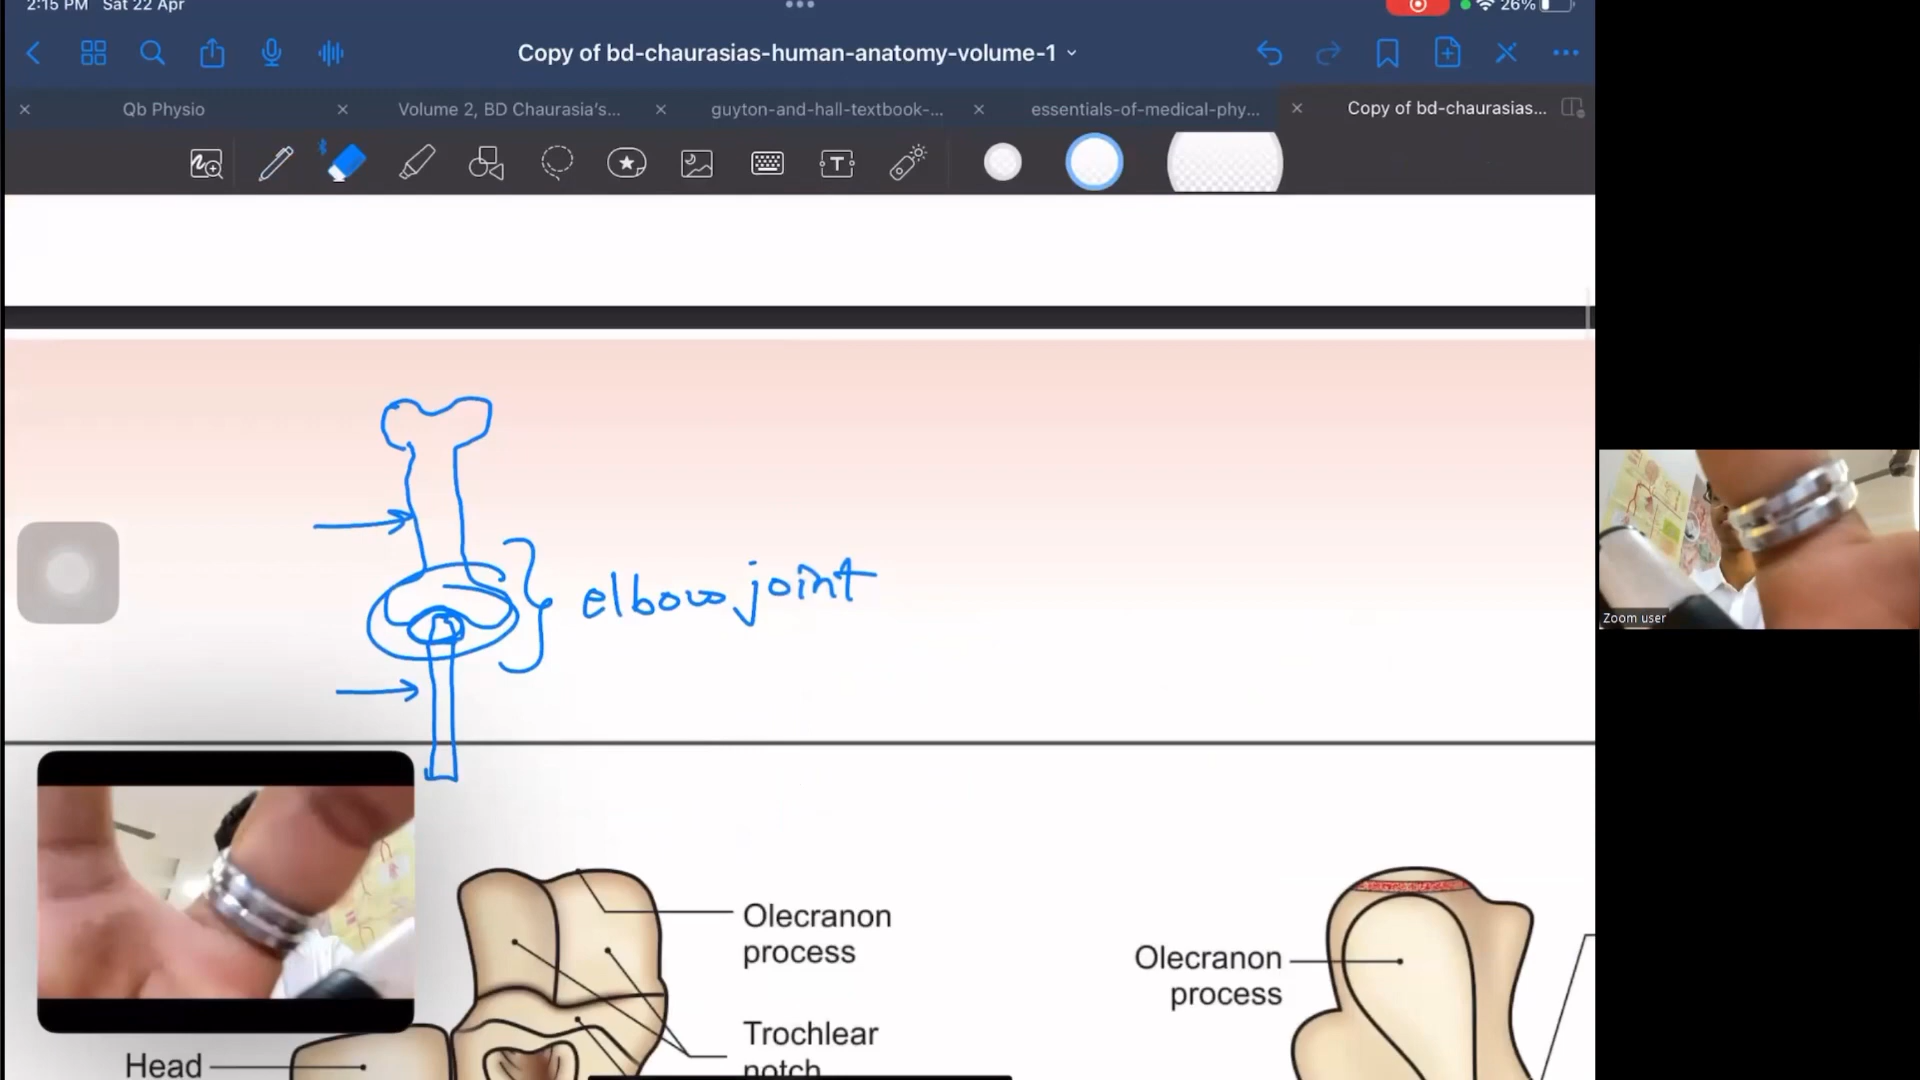 2:15 PM Sat 22 Apr
26%
Copy of bd-chaurasias-human-anatomy-volume-1
Qb Physio
Volume 2, BD Chaurasia's...
guyton-and-hall-textbook-...
essentials-of-medical-phy...
Copy of bd-chaurasias...
elbow joint
Zoom user
Olecranon
process
Olecranon
process
Trochlear
notch
Head